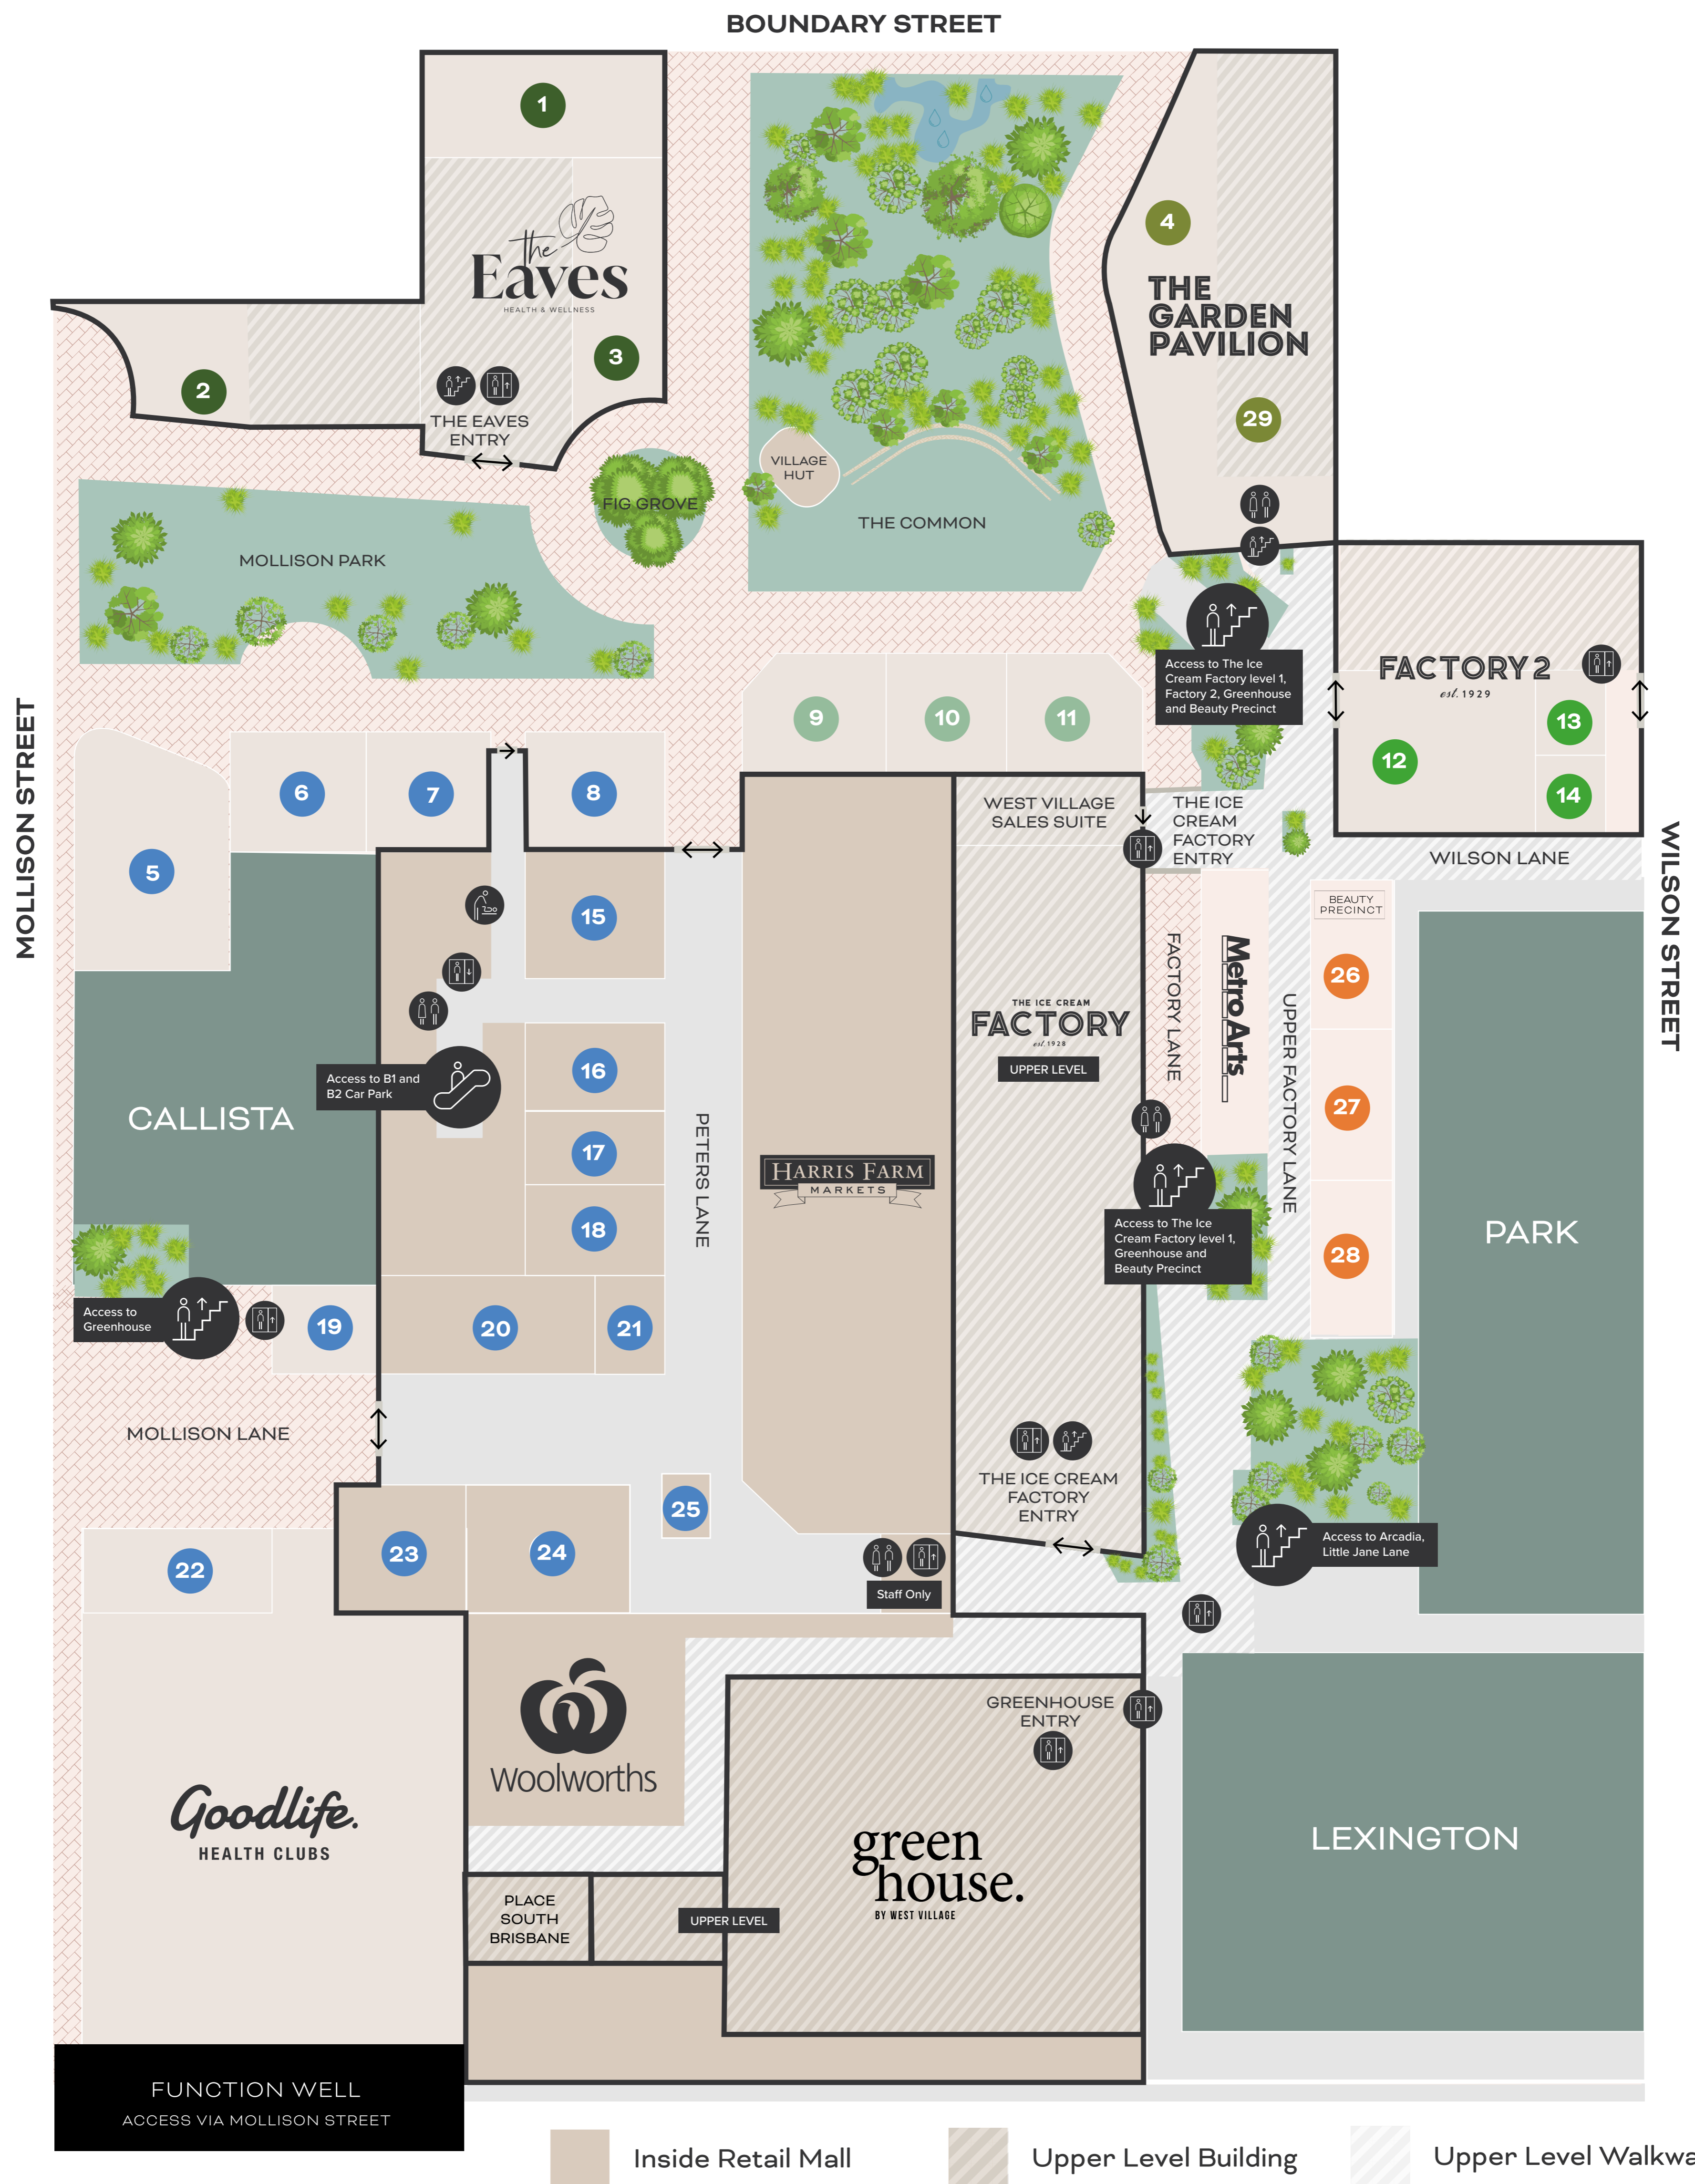 BOUNDARY STREET
1
the
Eaves
HEALTH & WELLNESS
2
3
THE EAVES
ENTRY
4
THE
GARDEN
PAVILION
29
VILLAGE
HUT
THE COMMON
FIG GROVE
MOLLISON PARK
Access to The Ice
Cream Factory level 1,
Factory 2, Greenhouse
and Beauty Precinct
FACTORY 2
est. 1929
12
13
14
MOLLISON STREET
WILSON STREET
5
6
7
8
9
10
11
WEST VILLAGE
SALES SUITE
THE ICE
CREAM
FACTORY
ENTRY
WILSON LANE
BEAUTY
PRECINCT
15
26
FACTORY LANE
Metro Arts
UPPER FACTORY LANE
THE ICE CREAM
FACTORY
est. 1928
UPPER LEVEL
Access to B1 and
B2 Car Park
16
27
CALLISTA
PETERS LANE
17
HARRIS FARM
MARKETS
18
Access to The Ice
Cream Factory level 1,
Greenhouse and
Beauty Precinct
28
PARK
Access to
Greenhouse
19
20
21
MOLLISON LANE
THE ICE CREAM
FACTORY
ENTRY
25
22
23
24
Staff Only
Access to Arcadia,
Little Jane Lane
Woolworths
GREENHOUSE
ENTRY
Goodlife.
HEALTH CLUBS
green
house.
BY WEST VILLAGE
LEXINGTON
PLACE
SOUTH
BRISBANE
UPPER LEVEL
FUNCTION WELL
ACCESS VIA MOLLISON STREET
Inside Retail Mall
Upper Level Building
Upper Level Walkwa